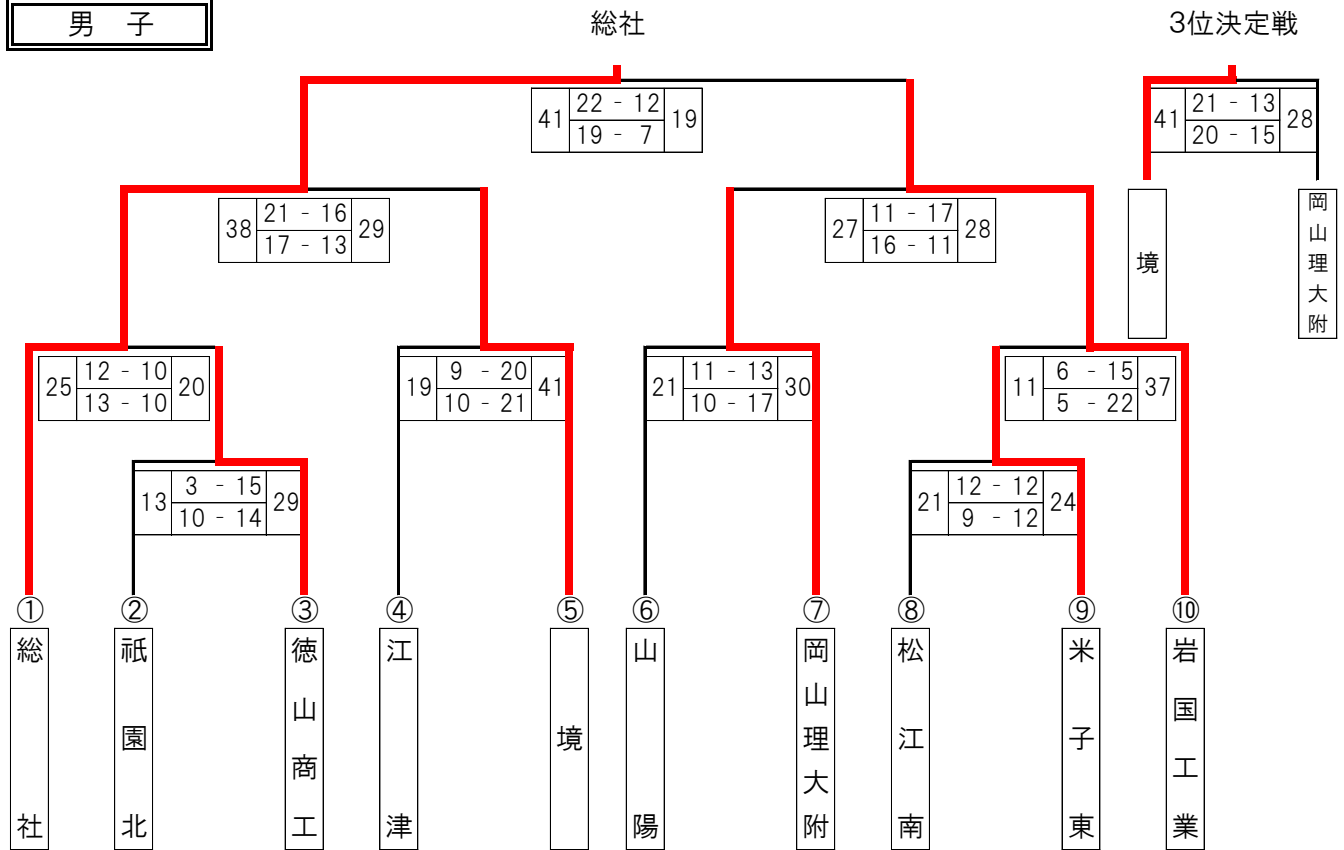 男 子
総社
3位決定戦
41 22 - 12 19
19 - 7
41 21 - 13 28
20 - 15
38 21 - 16 29
17 - 13
27 11 - 17 28
16 - 11
境
岡山理大附
25 12 - 10 20
13 - 10
19 9 - 20 41
10 - 21
21 11 - 13 30
10 - 17
11 6 - 15 37
5 - 22
13 3 - 15 29
10 - 14
21 12 - 12 24
9 - 12
① ② ③ ④ ⑤ ⑥ ⑦ ⑧ ⑨ ⑩
総社
祇園北
徳山商工
江津
境
山陽
岡山理大附
松江南
米子東
岩国工業